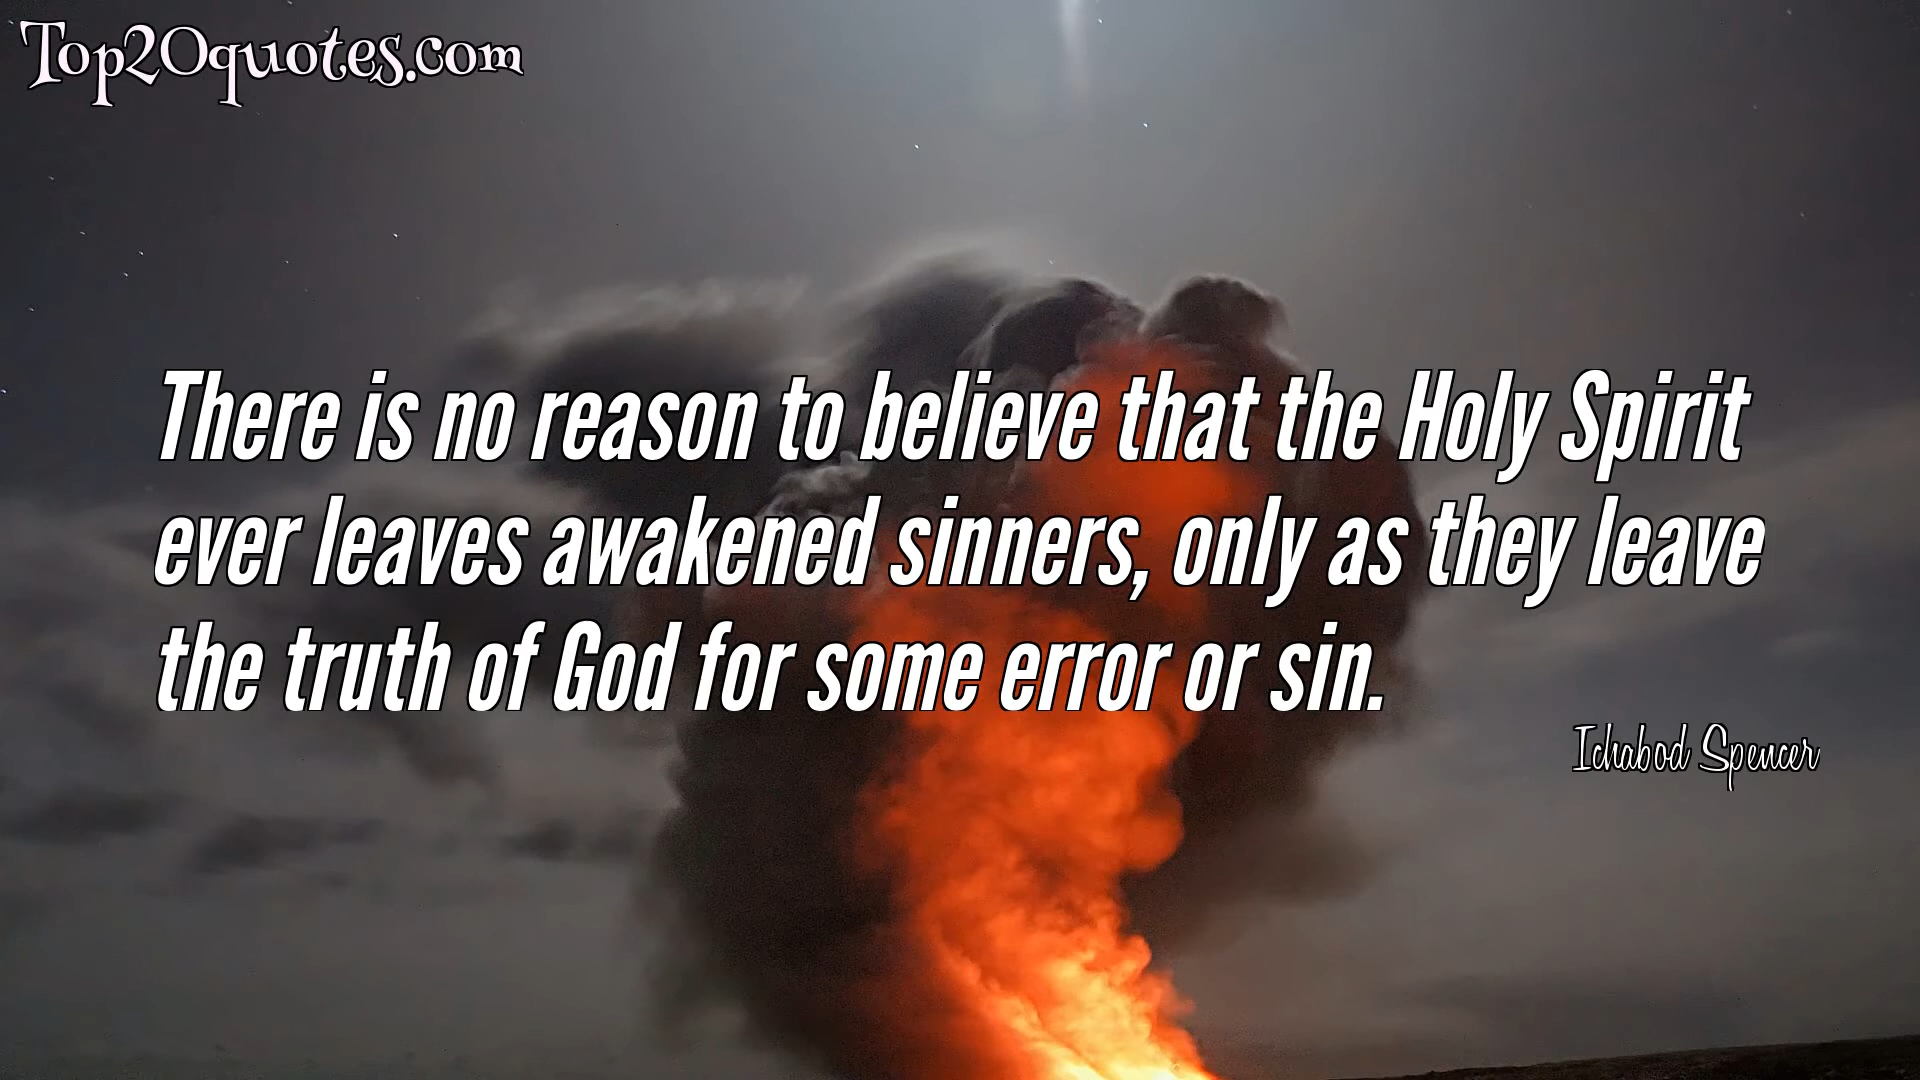 Top20quotes.com
There is no reason to believe that the Holy Spirit
ever leaves awakened sinners, only as they leave
the truth of God for some error or sin.
Ichabod Spencer